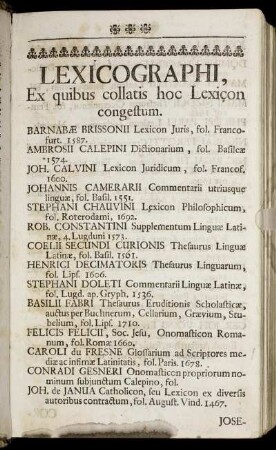 LEXICOGRAPHI,
Ex quibus collatis hoc Lexicon
congestum.
BARNABÆ BRISSONII Lexicon Juris, fol. Franco-
furt. 1587.
AMBROSII CALEPINI Dictionarium, fol. Basileæ
1574.
JOH. CALVINI Lexicon Juridicum, fol. Francof.
1600.
JOHANNIS CAMERARII Commentarii utriusque
linguæ, fol. Basil. 1551.
STEPHANI CHAUVINI Lexicon Philosophicum,
fol. Roterodami, 1692.
ROB. CONSTANTINI Supplementum Linguæ Lati-
næ, 4. Lugduni 1573.
COELII SECUNDI CURIONIS Thesaurus Linguæ
Latinæ, fol. Basil. 1561.
HENRICI DECIMATORIS Thesaurus Linguarum,
fol. Lips. 1606.
STEPHANI DOLETI Commentarii Linguæ Latinæ,
fol. Lugd. ap. Gryph. 1536.
BASILII FABRI Thesaurus Eruditionis Scholasticæ,
auctus per Buchnerum, Cellarium, Grævium, Stu-
belium, fol. Lips. 1710.
FELICIS FELICII, Soc. Jesu, Onomasticon Roma-
num, fol. Romæ 1660.
CAROLI du FRESNE Glossarium ad Scriptores me-
diæ ac infimæ Latinitatis, fol. Paris. 1678.
CONRADI GESNERI Onomasticon propriorum no-
minum subjunctum Calepino, fol.
JOH. de JANUA Catholicon, seu Lexicon ex diversis
autoribus contractum, fol. August. Vind. 1467.
JOSE-